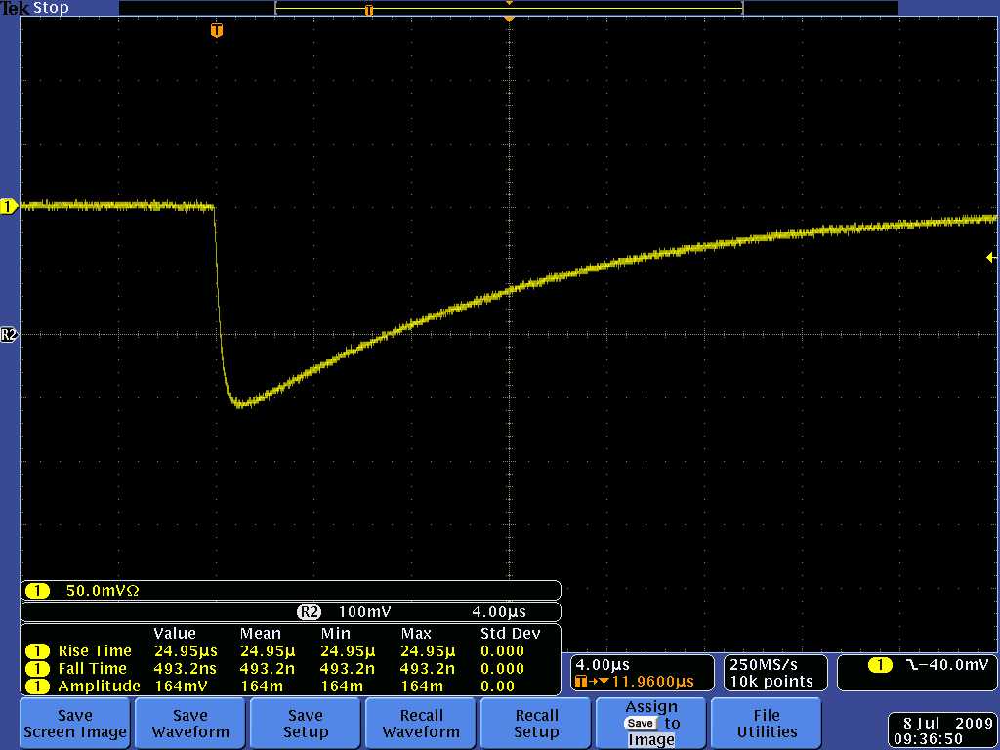 Tek Stop
T
T
1
R2
1 50.0mVΩ
R2 100mV 4.00µs
Value Mean Min Max Std Dev
1 Rise Time 24.95µs 24.95µ 24.95µ 24.95µ 0.000
1 Fall Time 493.2ns 493.2n 493.2n 493.2n 0.000
1 Amplitude 164mV 164m 164m 164m 0.00
4.00µs
T→▼11.9600µs
250MS/s
10k points
1 -40.0mV
Save
Screen Image
Save
Waveform
Save
Setup
Recall
Waveform
Recall
Setup
Assign
Save to
Image
File
Utilities
8 Jul 2009
09:36:50